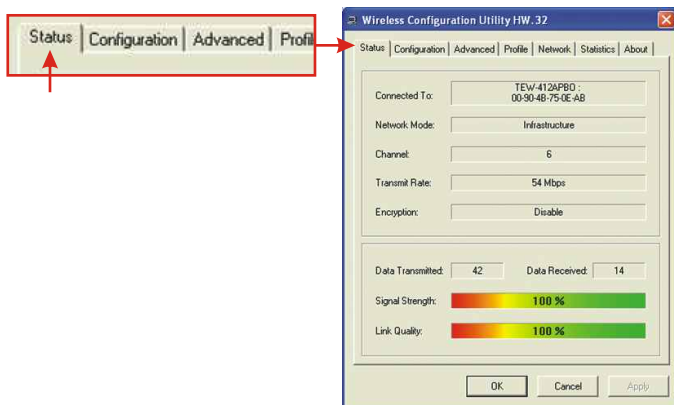 Status Configuration Advanced Profil
Wireless Configuration Utility HW.32
Status Configuration Advanced Profile Network Statistics About
Connected To: TEW-412APBO :
00-90-4B-75-0E-AB
Network Mode: Infrastructure
Channel: 6
Transmit Rate: 54 Mbps
Encryption: Disable
Data Transmitted: 42 Data Received: 14
Signal Strength: 100 %
Link Quality: 100 %
OK Cancel Apply